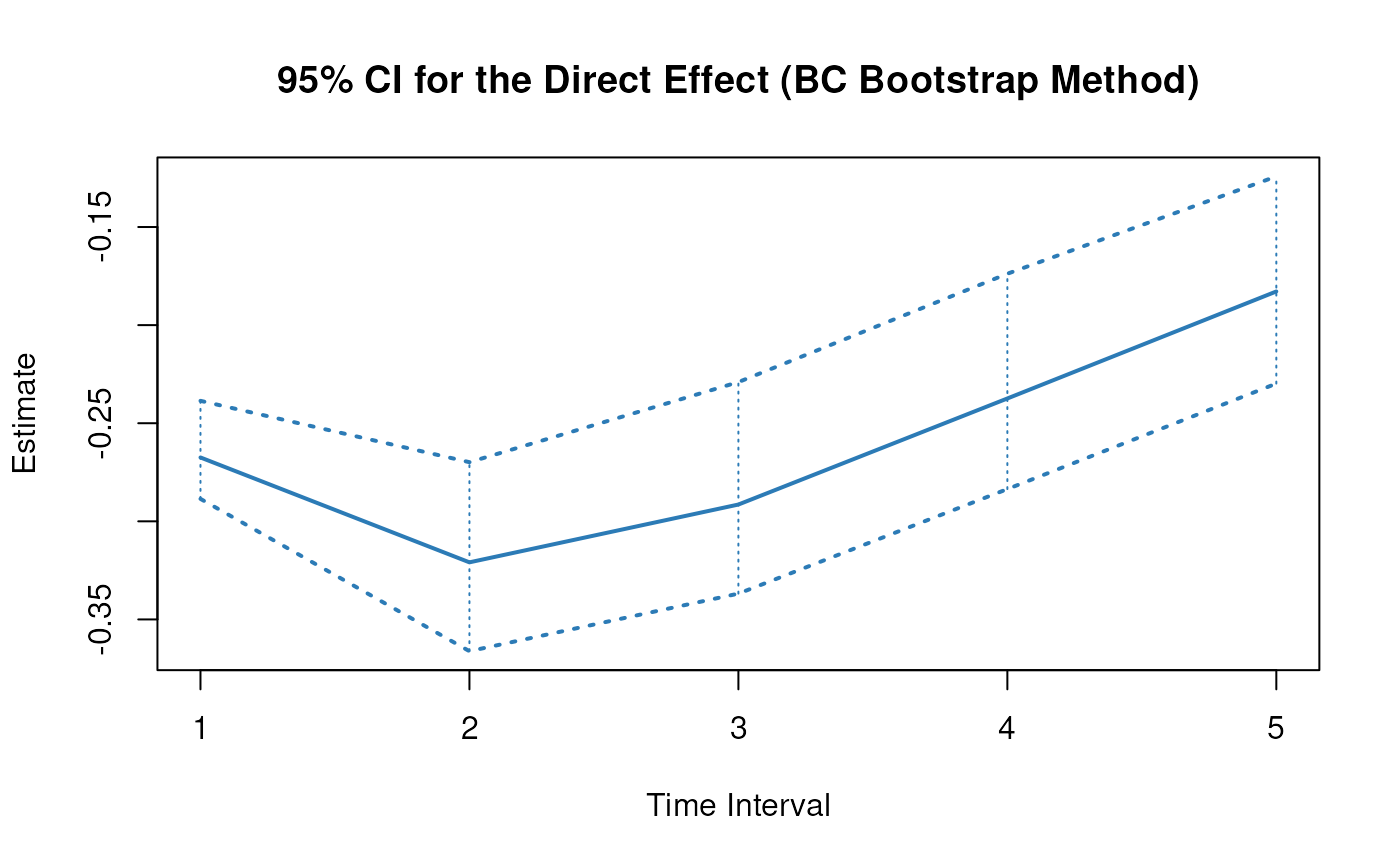 95% CI for the Direct Effect (BC Bootstrap Method)
Estimate
-0.15
-0.25
-0.35
1 2 3 4 5
Time Interval